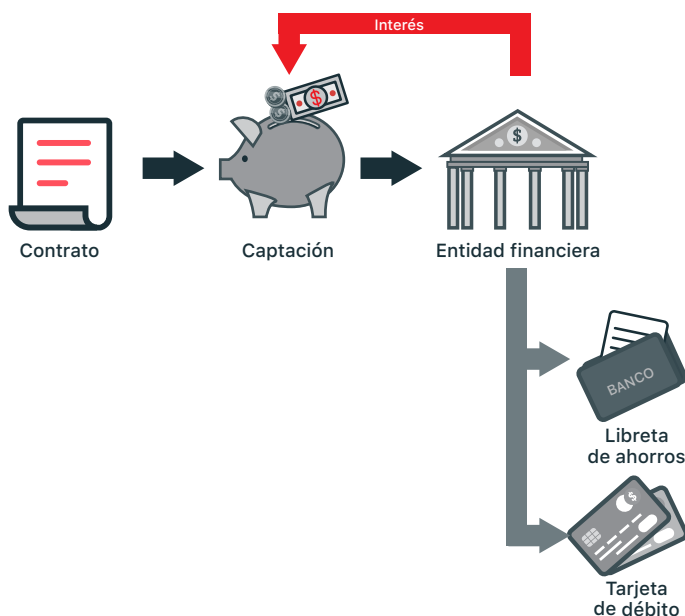 Interés
$
$
Contrato
Captación
Entidad financiera
BANCO
Libreta
de ahorros
$
Tarjeta
de débito